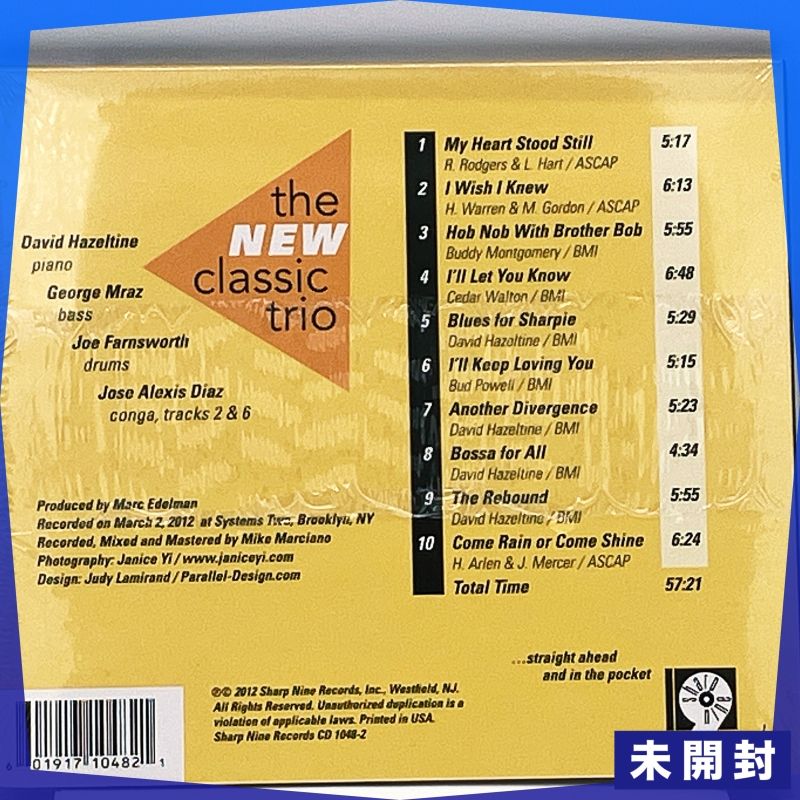 the
NEW
classic
trio
David Hazeltine
piano
George Mraz
bass
Joe Farnsworth
drums
Jose Alexis Diaz
conga, tracks 2 & 6
1 My Heart Stood Still 5:17
R. Rodgers & L. Hart / ASCAP
2 I Wish I Knew 6:13
H. Warren & M. Gordon / ASCAP
3 Hob Nob With Brother Bob 5:55
Buddy Montgomery / BMI
4 I'll Let You Know 6:48
Cedar Walton / BMI
5 Blues for Sharpie 5:29
David Hazeltine / BMI
6 I'll Keep Loving You 5:15
Bud Powell / BMI
7 Another Divergence 5:23
David Hazeltine / BMI
8 Bossa for All 4:34
David Hazeltine / BMI
9 The Rebound 5:55
David Hazeltine / BMI
10 Come Rain or Come Shine 6:24
H. Arlen & J. Mercer / ASCAP
Total Time 57:21
Produced by Marc Edelman
Recorded on March 2, 2012 at Systems Two, Brooklyn, NY
Recorded, Mixed and Mastered by Mike Marciano
Photography: Janice Yi / www.janiceyi.com
Design: Judy Lamirand / Parallel-Design.com
...straight ahead
and in the pocket
℗© 2012 Sharp Nine Records, Inc., Westfield, NJ.
All Rights Reserved. Unauthorized duplication is a
violation of applicable laws. Printed in USA.
Sharp Nine Records CD 1048-2
sharp
nine
6 01917 10482 1
未開封